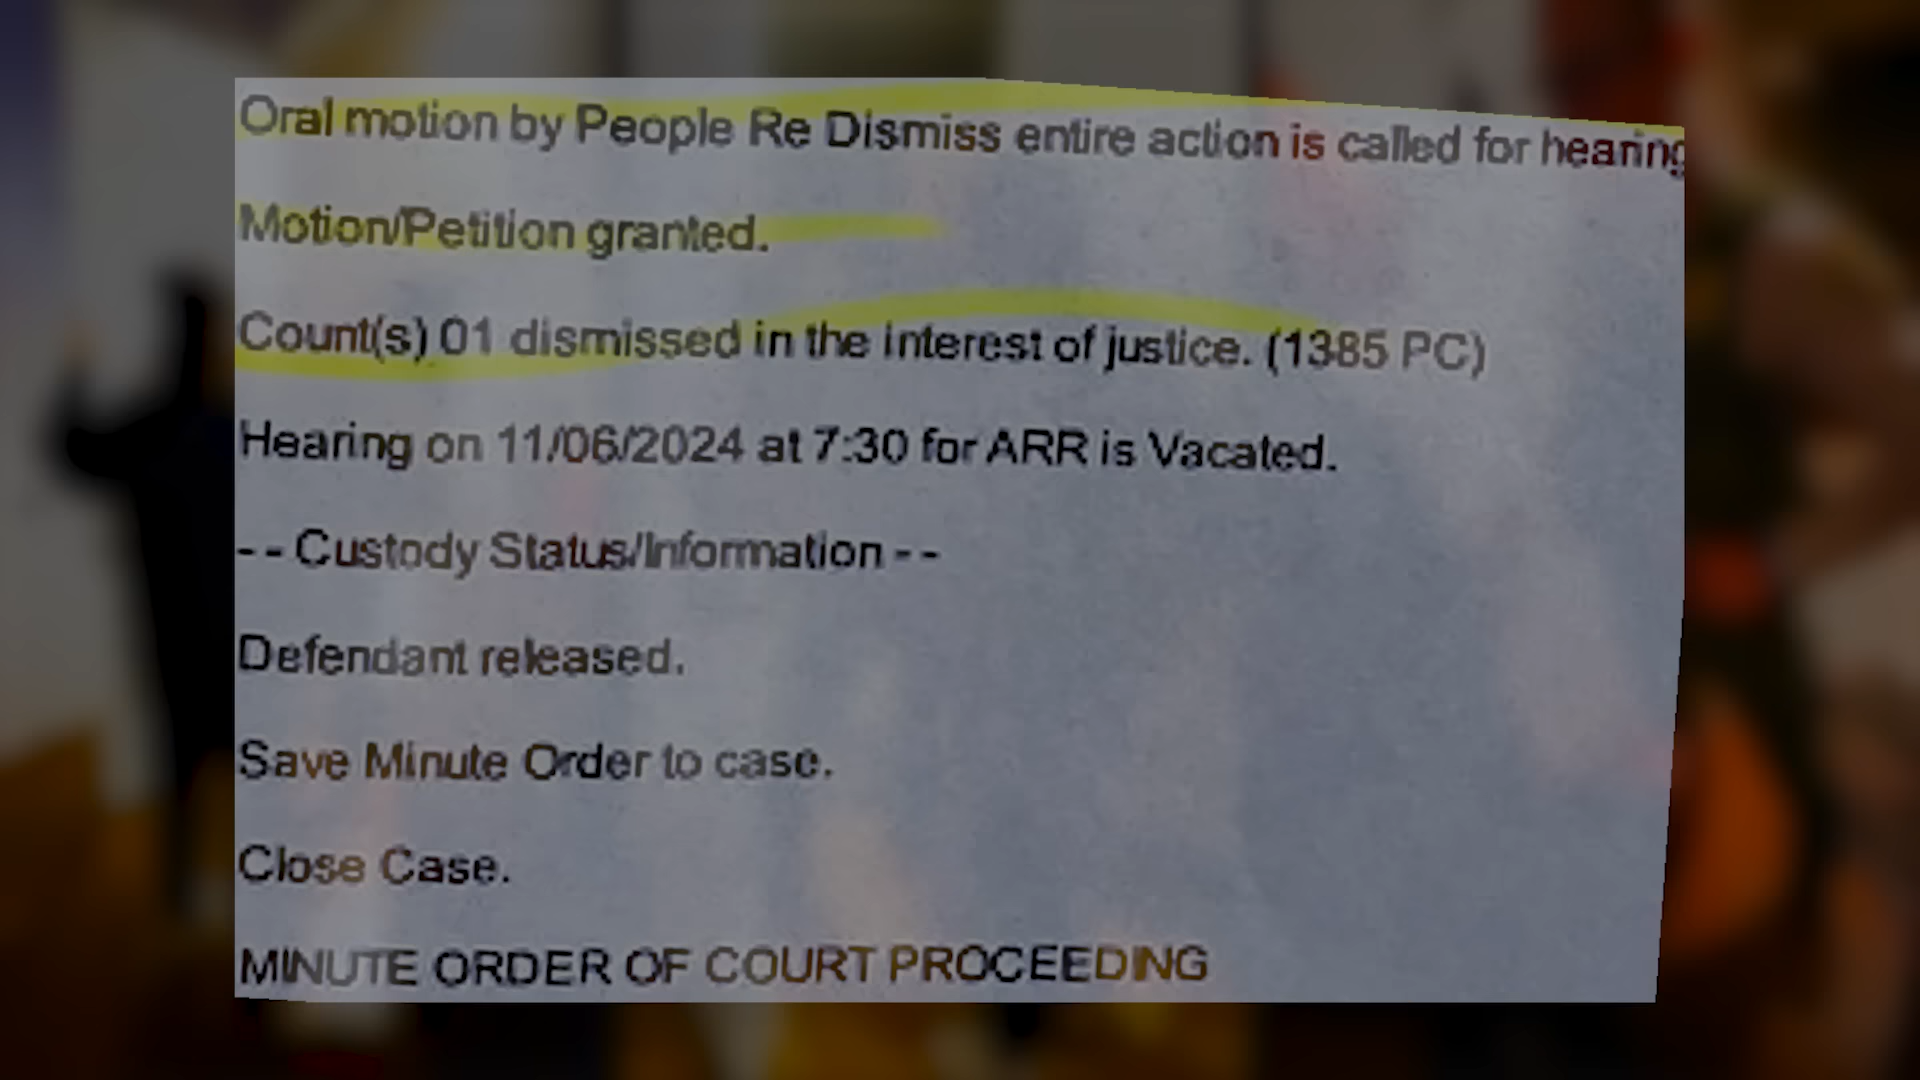 Oral motion by People Re Dismiss entire action is called for hearing
Motion/Petition granted.
Count(s) 01 dismissed in the interest of justice. (1385 PC)
Hearing on 11/06/2024 at 7:30 for ARR is Vacated.
- - Custody Status/Information - -
Defendant released.
Save Minute Order to case.
Close Case.
MINUTE ORDER OF COURT PROCEEDING